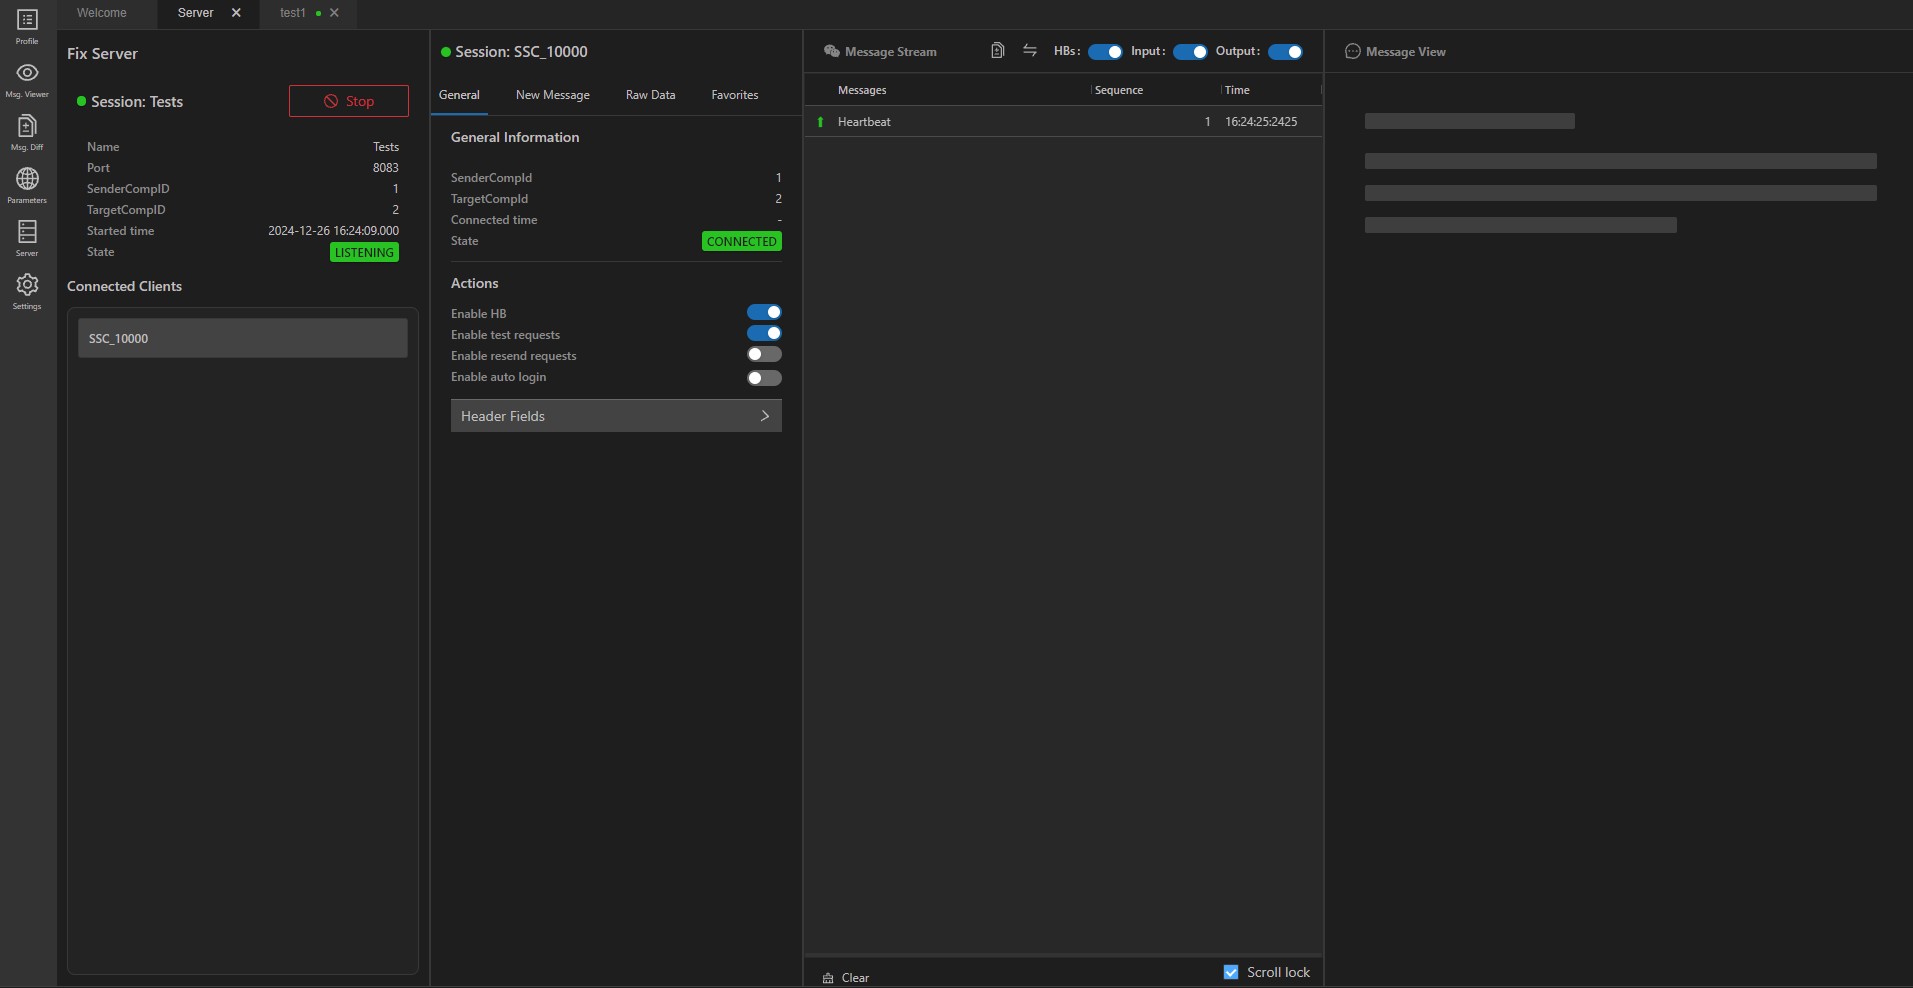 Welcome
Server
test1
Profile
Msg. Viewer
Msg. Diff
Parameters
Server
Settings
Fix Server
Session: Tests
Stop
Name Tests
Port 8083
SenderCompID 1
TargetCompID 2
Started time 2024-12-26 16:24:09.000
State LISTENING
Connected Clients
SSC_10000
Session: SSC_10000
General New Message Raw Data Favorites
General Information
SenderCompId 1
TargetCompId 2
Connected time -
State CONNECTED
Actions
Enable HB
Enable test requests
Enable resend requests
Enable auto login
Header Fields
Message Stream HBs: Input: Output:
Messages Sequence Time
Heartbeat 1 16:24:25:2425
Clear Scroll lock
Message View